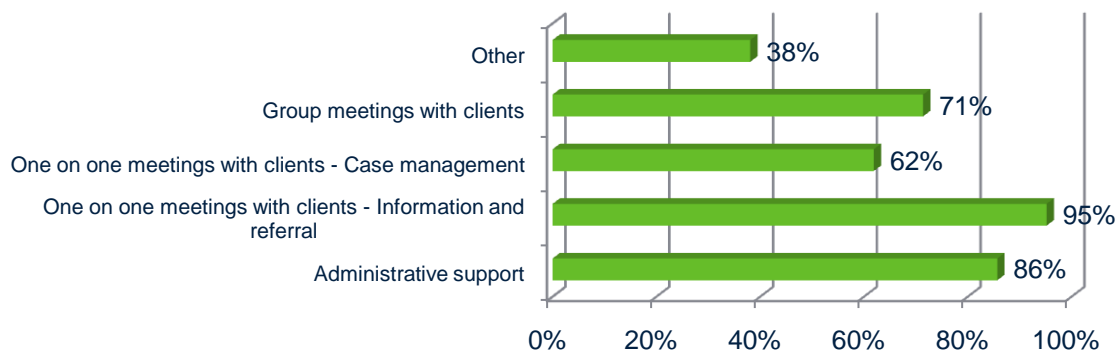 Other
38%
Group meetings with clients
71%
One on one meetings with clients - Case management
62%
One on one meetings with clients - Information and
referral
95%
Administrative support
86%
0% 20% 40% 60% 80% 100%